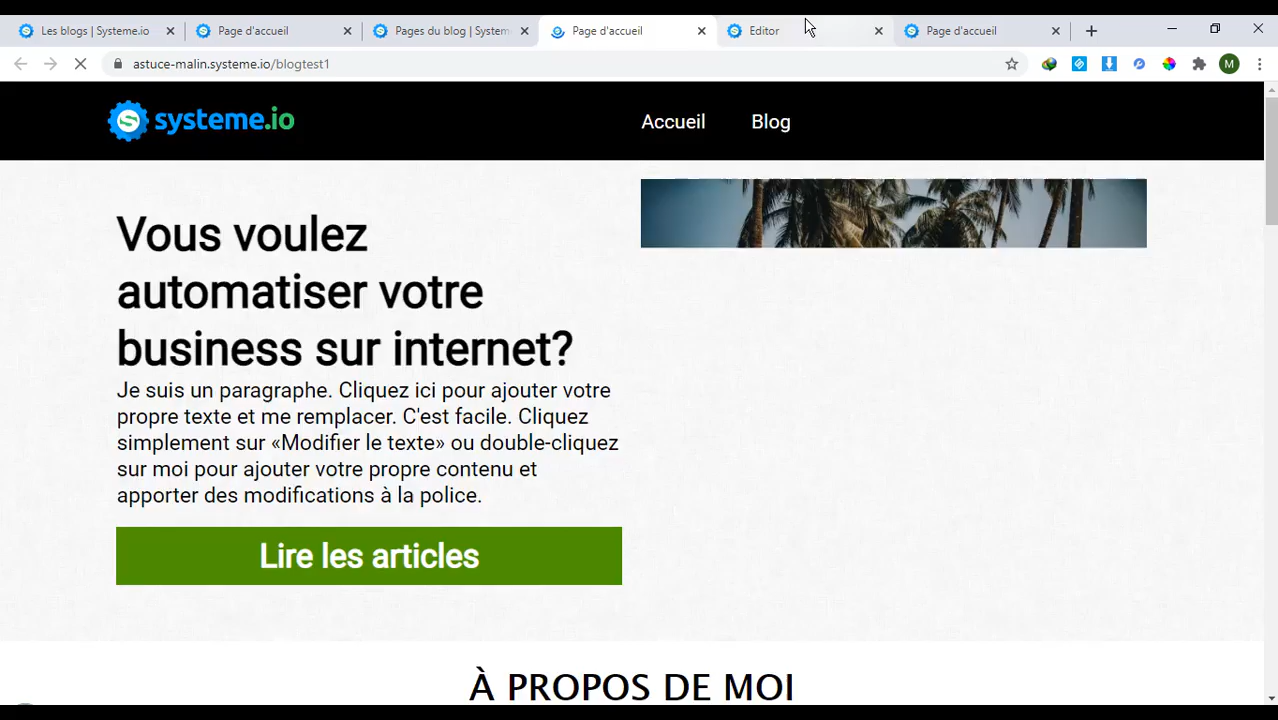 Les blogs | Systeme.io
Page d'accueil
Pages du blog | System
Page d'accueil
Editor
Page d'accueil
astuce-malin.systeme.io/blogtest1
M
systeme.io
Accueil
Blog
Vous voulez
automatiser votre
business sur internet?
Je suis un paragraphe. Cliquez ici pour ajouter votre
propre texte et me remplacer. C'est facile. Cliquez
simplement sur «Modifier le texte» ou double-cliquez
sur moi pour ajouter votre propre contenu et
apporter des modifications à la police.
Lire les articles
À PROPOS DE MOI